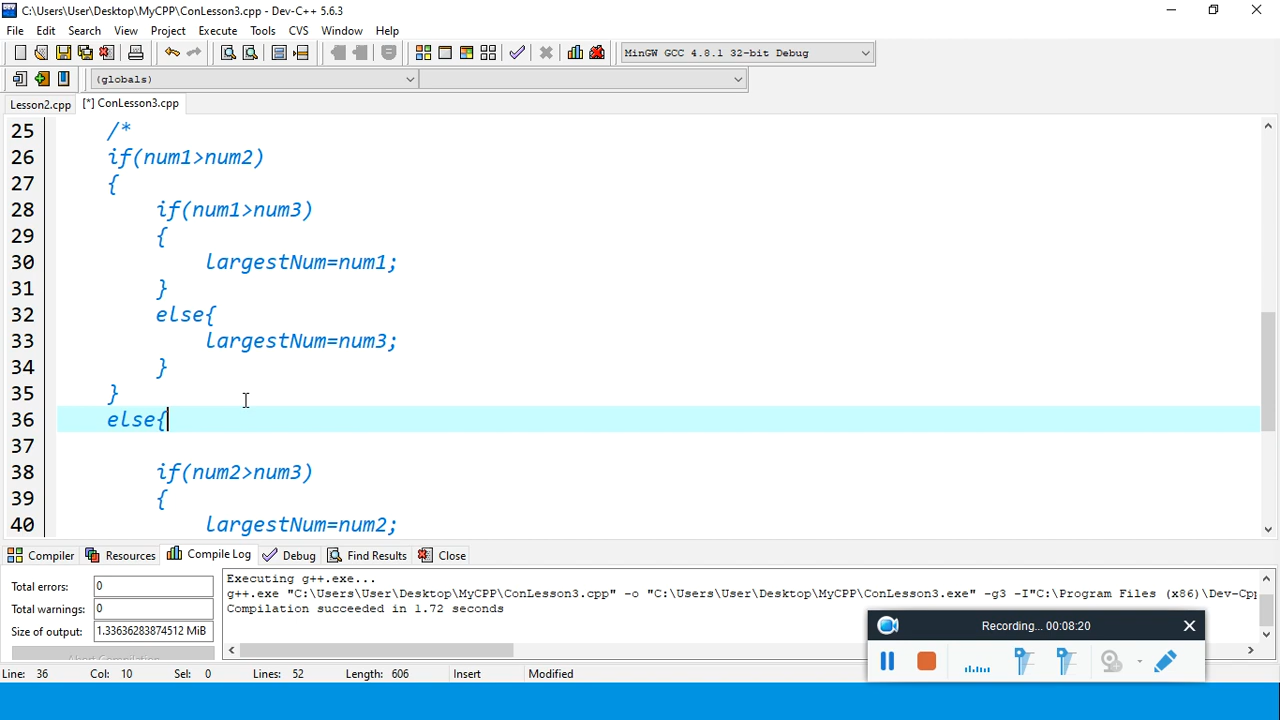 C:\Users\User\Desktop\MyCPP\ConLesson3.cpp - Dev-C++ 5.6.3
File Edit Search View Project Execute Tools CVS Window Help
MinGW GCC 4.8.1 32-bit Debug
(globals)
Lesson2.cpp [*] ConLesson3.cpp
25 /*
26 if(num1>num2)
27 {
28 if(num1>num3)
29 {
30 largestNum=num1;
31 }
32 else{
33 largestNum=num3;
34 }
35 }
36 else{
37
38 if(num2>num3)
39 {
40 largestNum=num2;
Compiler Resources Compile Log Debug Find Results Close
Total errors: 0
Total warnings: 0
Size of output: 1.33636283874512 MiB
Abort Compilation
Executing g++.exe...
g++.exe "C:\Users\User\Desktop\MyCPP\ConLesson3.cpp" -o "C:\Users\User\Desktop\MyCPP\ConLesson3.exe" -g3 -I"C:\Program Files (x86)\Dev-Cpp
Compilation succeeded in 1.72 seconds
Recording... 00:08:20
Line: 36 Col: 10 Sel: 0 Lines: 52 Length: 606 Insert Modified